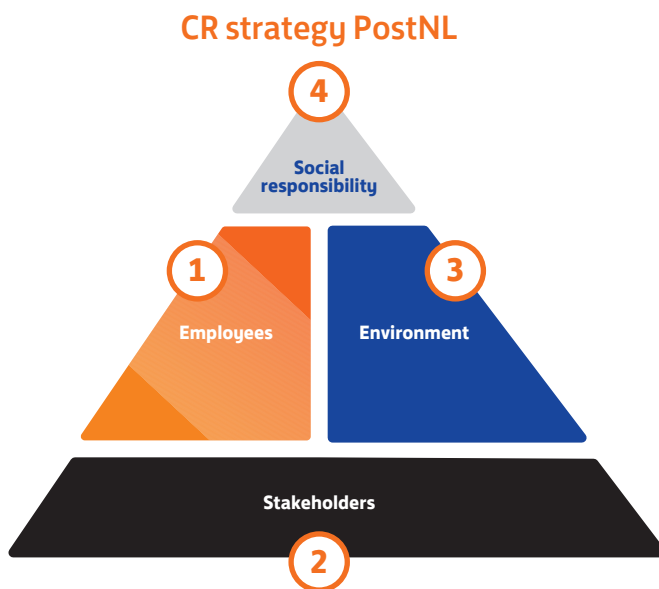 CR strategy PostNL
4
Social
responsibility
1
3
Employees
Environment
Stakeholders
2